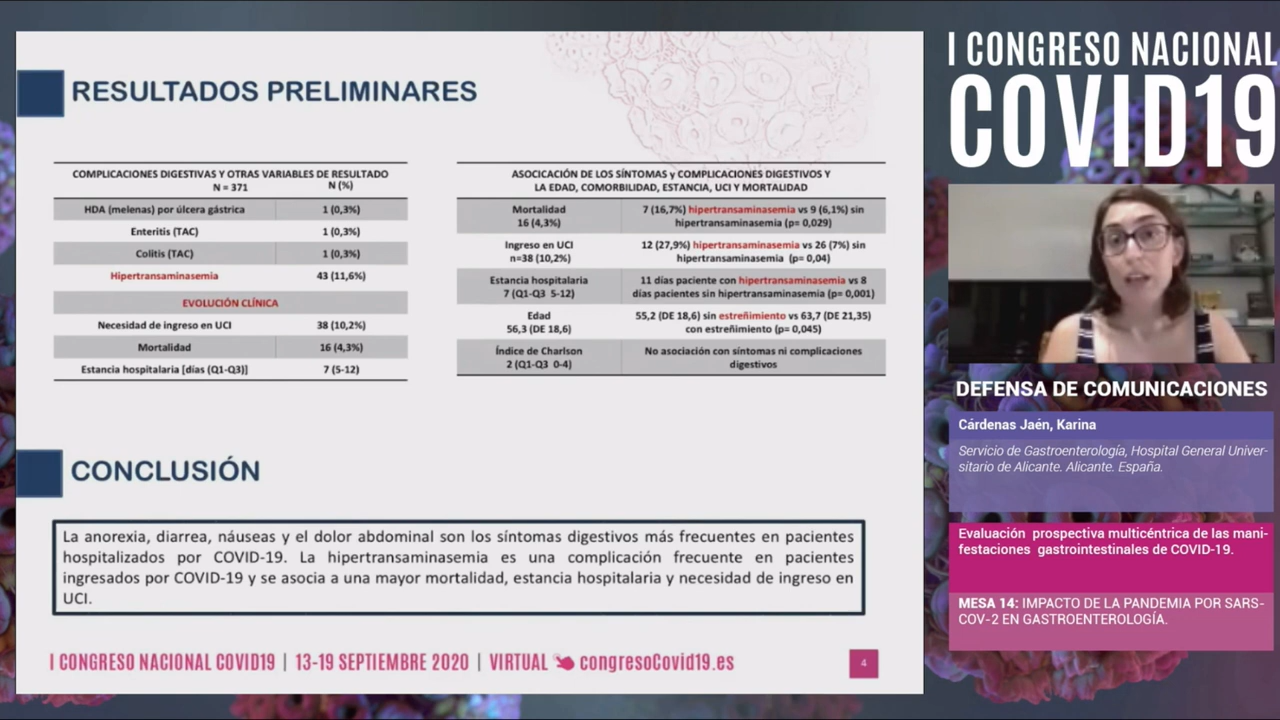 RESULTADOS PRELIMINARES
COMPLICACIONES DIGESTIVAS Y OTRAS VARIABLES DE RESULTADO
N = 371 N (%)
HDA (melenas) por úlcera gástrica 1 (0,3%)
Enteritis (TAC) 1 (0,3%)
Colitis (TAC) 1 (0,3%)
Hipertransaminasemia 43 (11,6%)
EVOLUCIÓN CLÍNICA
Necesidad de ingreso en UCI 38 (10,2%)
Mortalidad 16 (4,3%)
Estancia hospitalaria [días (Q1-Q3)] 7 (5-12)
ASOCICACIÓN DE LOS SÍNTOMAS y COMPLICACIONES DIGESTIVOS Y
LA EDAD, COMORBILIDAD, ESTANCIA, UCI Y MORTALIDAD
Mortalidad 7 (16,7%) hipertransaminasemia vs 9 (6,1%) sin
16 (4,3%) hipertransaminasemia (p= 0,029)
Ingreso en UCI 12 (27,9%) hipertransaminasemia vs 26 (7%) sin
n=38 (10,2%) hipertransaminasemia (p= 0,04)
Estancia hospitalaria 11 días paciente con hipertransaminasemia vs 8
7 (Q1-Q3 5-12) días pacientes sin hipertransaminasemia (p= 0,001)
Edad 55,2 (DE 18,6) sin estreñimiento vs 63,7 (DE 21,35)
56,3 (DE 18,6) con estreñimiento (p= 0,045)
Índice de Charlson No asociación con síntomas ni complicaciones
2 (Q1-Q3 0-4) digestivos
CONCLUSIÓN
La anorexia, diarrea, náuseas y el dolor abdominal son los síntomas digestivos más frecuentes en pacientes
hospitalizados por COVID-19. La hipertransaminasemia es una complicación frecuente en pacientes
ingresados por COVID-19 y se asocia a una mayor mortalidad, estancia hospitalaria y necesidad de ingreso en
UCI.
I CONGRESO NACIONAL COVID19 | 13-19 SEPTIEMBRE 2020 | VIRTUAL congresoCovid19.es
4
I CONGRESO NACIONAL
COVID19
DEFENSA DE COMUNICACIONES
Cárdenas Jaén, Karina
Servicio de Gastroenterología, Hospital General Univer-
sitario de Alicante. Alicante. España.
Evaluación prospectiva multicéntrica de las mani-
festaciones gastrointestinales de COVID-19.
MESA 14: IMPACTO DE LA PANDEMIA POR SARS-
COV-2 EN GASTROENTEROLOGÍA.